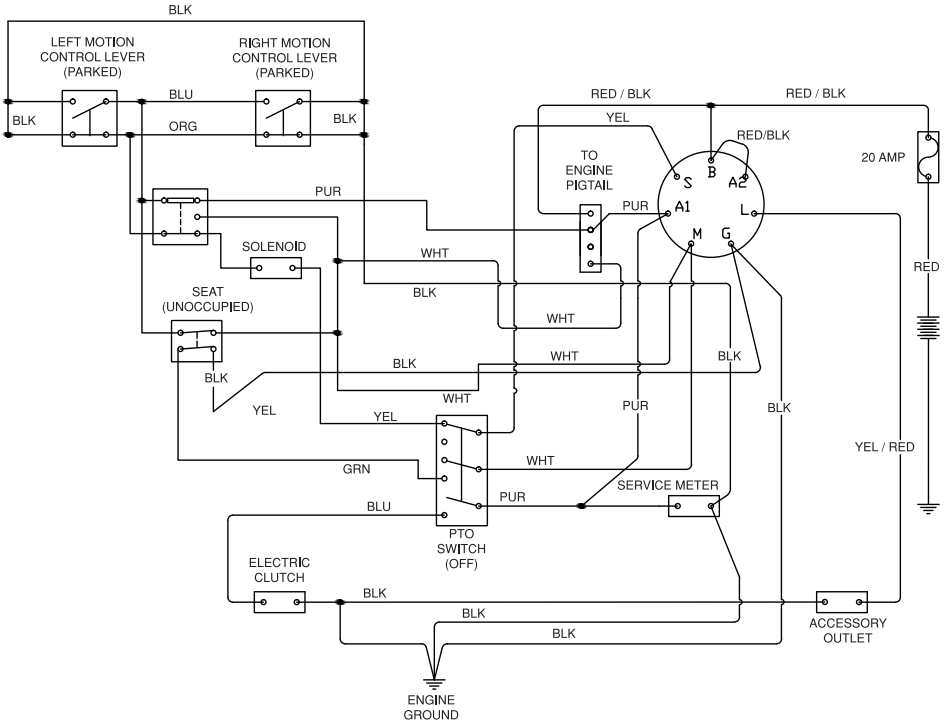 BLK
LEFT MOTION
CONTROL LEVER
(PARKED)
RIGHT MOTION
CONTROL LEVER
(PARKED)
BLK
BLU
BLK
ORG
RED / BLK
RED / BLK
YEL
RED/BLK
20 AMP
TO
ENGINE
PIGTAIL
B
S
A2
A1
L
M
G
PUR
PUR
SOLENOID
WHT
RED
BLK
SEAT
(UNOCCUPIED)
WHT
WHT
BLK
BLK
BLK
WHT
YEL
YEL
PUR
BLK
YEL / RED
GRN
WHT
SERVICE METER
PUR
BLU
PTO
SWITCH
(OFF)
ELECTRIC
CLUTCH
BLK
BLK
BLK
ACCESSORY
OUTLET
ENGINE
GROUND